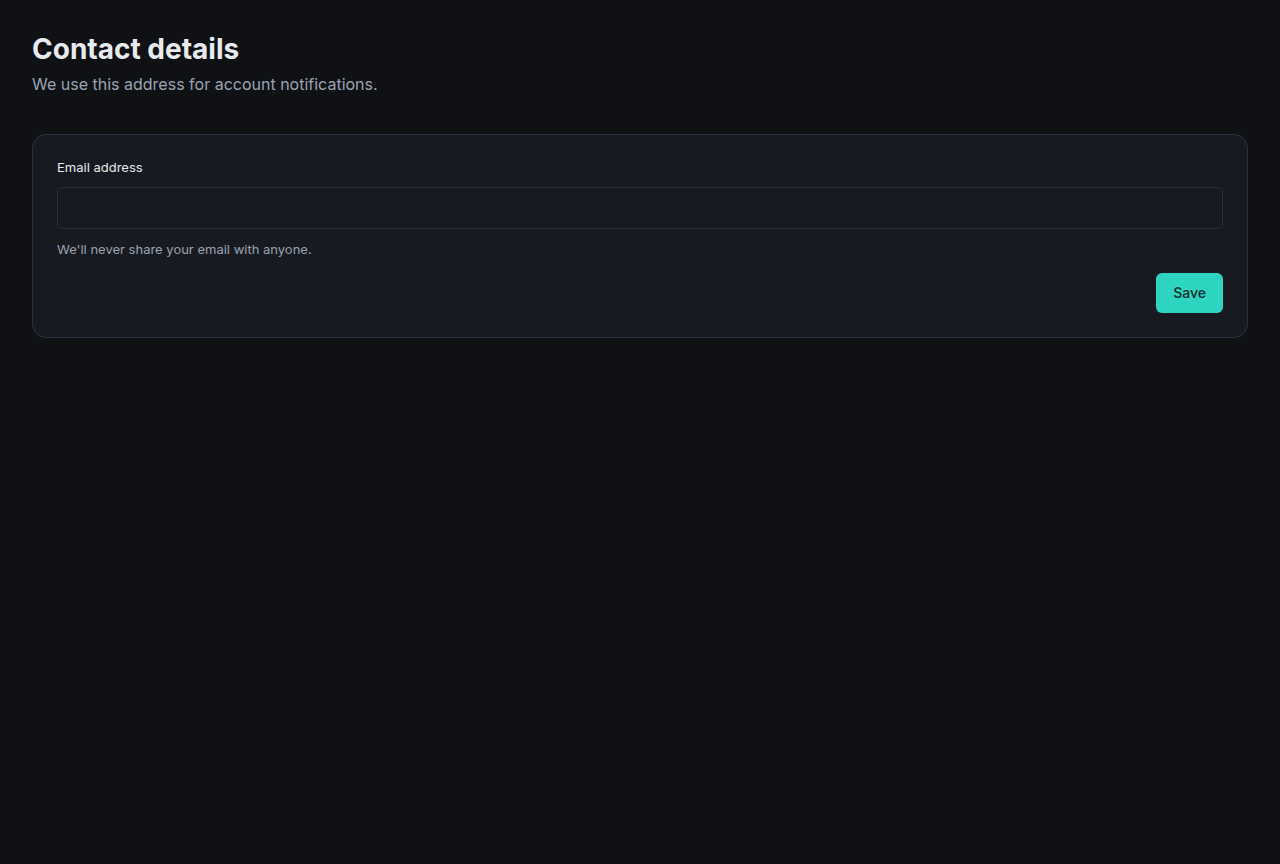 Contact details
We use this address for account notifications.
Email address
We'll never share your email with anyone.
Save